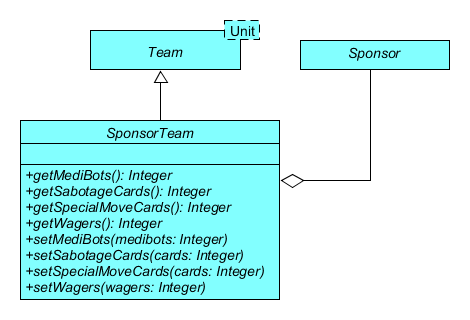 Unit
Team
Sponsor
SponsorTeam
+getMediBots(): Integer
+getSabotageCards(): Integer
+getSpecialMoveCards(): Integer
+getWagers(): Integer
+setMediBots(medibots: Integer)
+setSabotageCards(cards: Integer)
+setSpecialMoveCards(cards: Integer)
+setWagers(wagers: Integer)